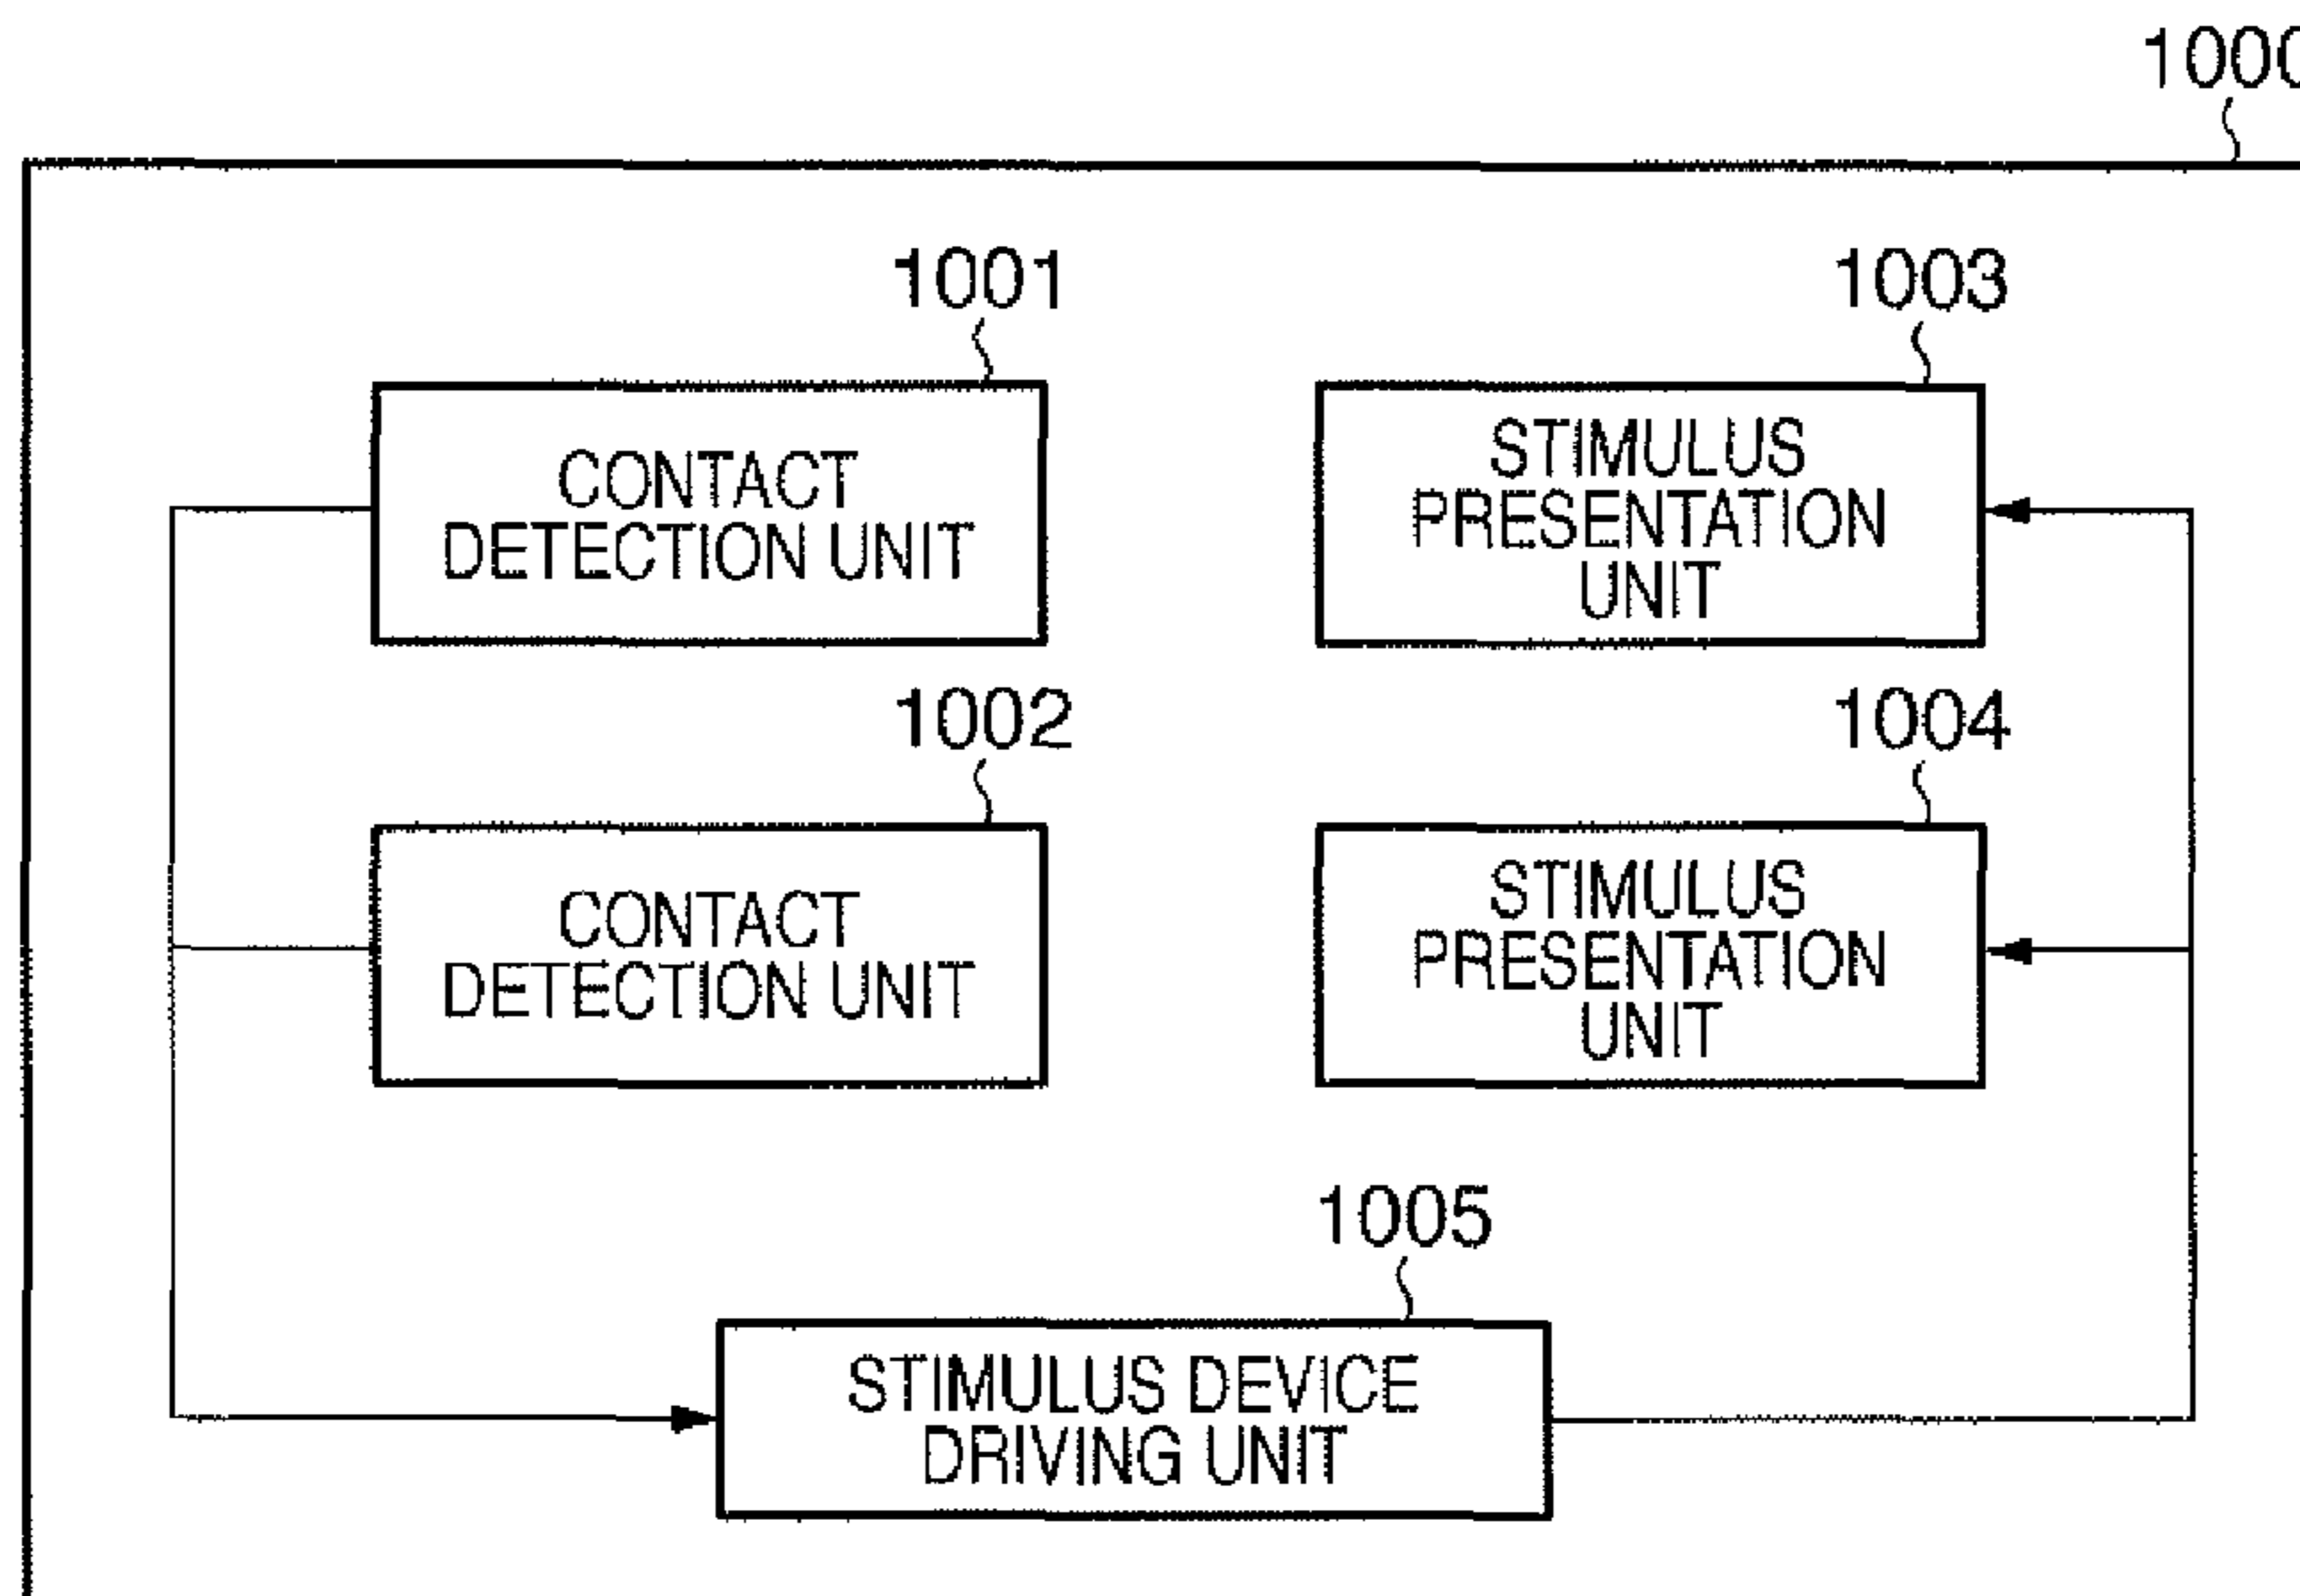 1000
1001
CONTACT
DETECTION UNIT
1003
STIMULUS
PRESENTATION
UNIT
1002
CONTACT
DETECTION UNIT
1004
STIMULUS
PRESENTATION
UNIT
1005
STIMULUS DEVICE
DRIVING UNIT